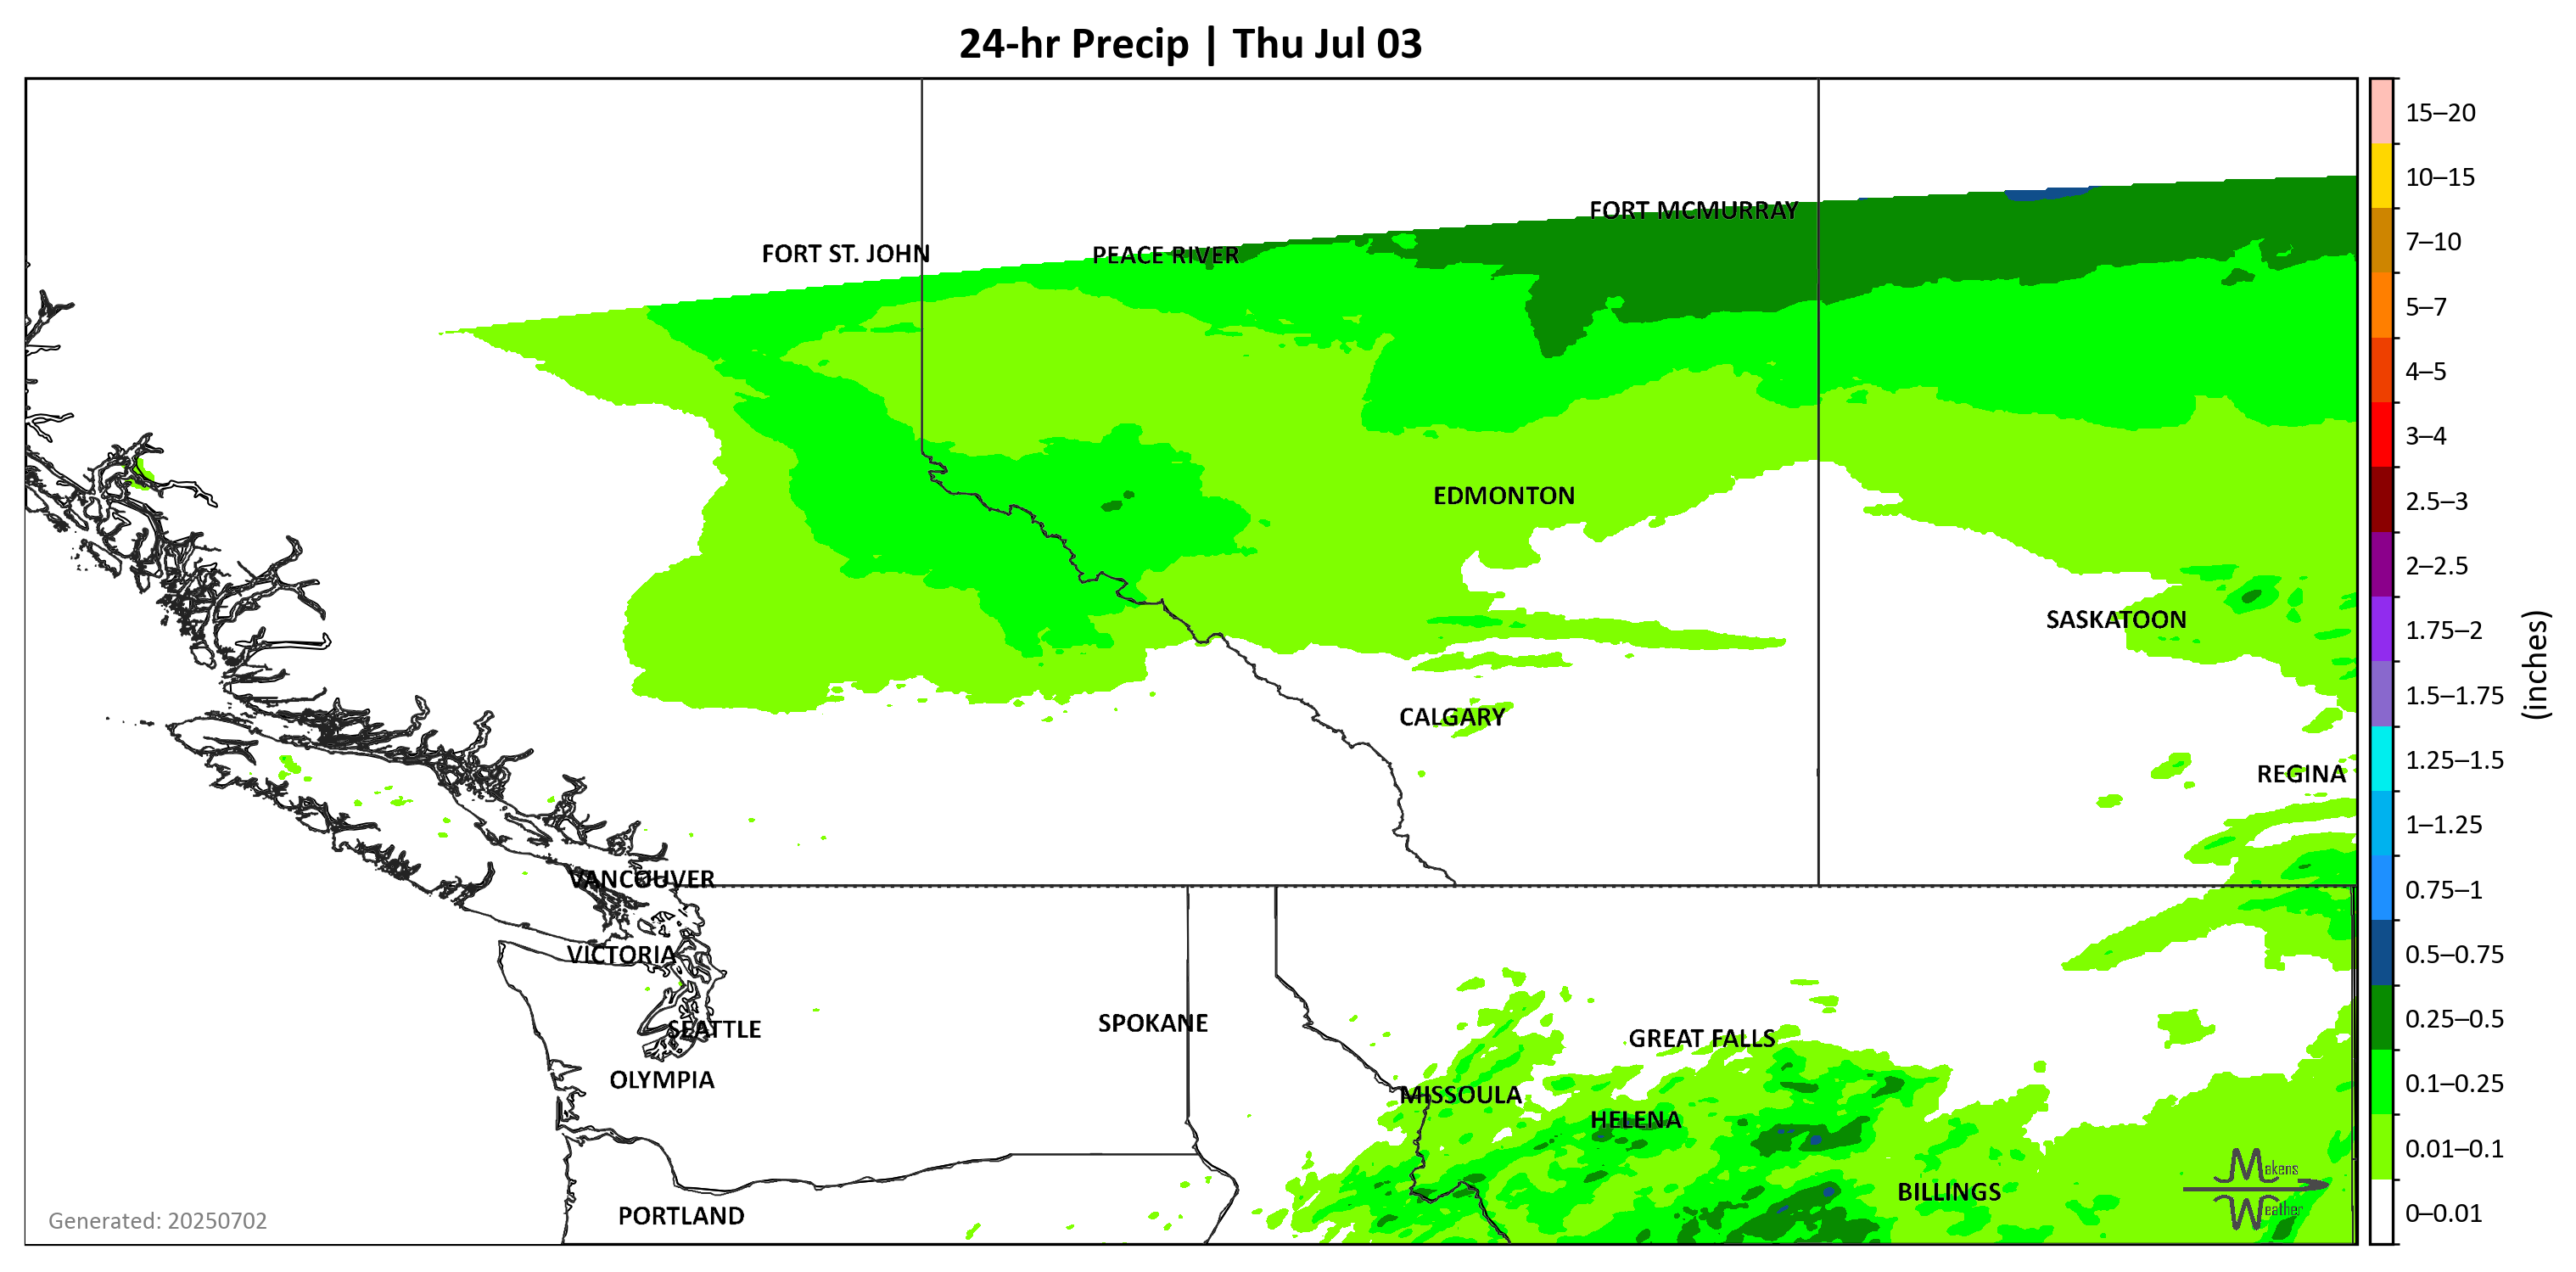 24-hr Precip | Thu Jul 03
15–20
10–15
7–10
5–7
4–5
3–4
2.5–3
2–2.5
1.75–2
1.5–1.75
1.25–1.5
1–1.25
0.75–1
0.5–0.75
0.25–0.5
0.1–0.25
0.01–0.1
0–0.01
(inches)
FORT MCMURRAY
FORT ST. JOHN
PEACE RIVER
EDMONTON
SASKATOON
CALGARY
REGINA
VANCOUVER
VICTORIA
SEATTLE
SPOKANE
GREAT FALLS
OLYMPIA
MISSOULA
HELENA
BILLINGS
PORTLAND
Makens
Weather
Generated: 20250702